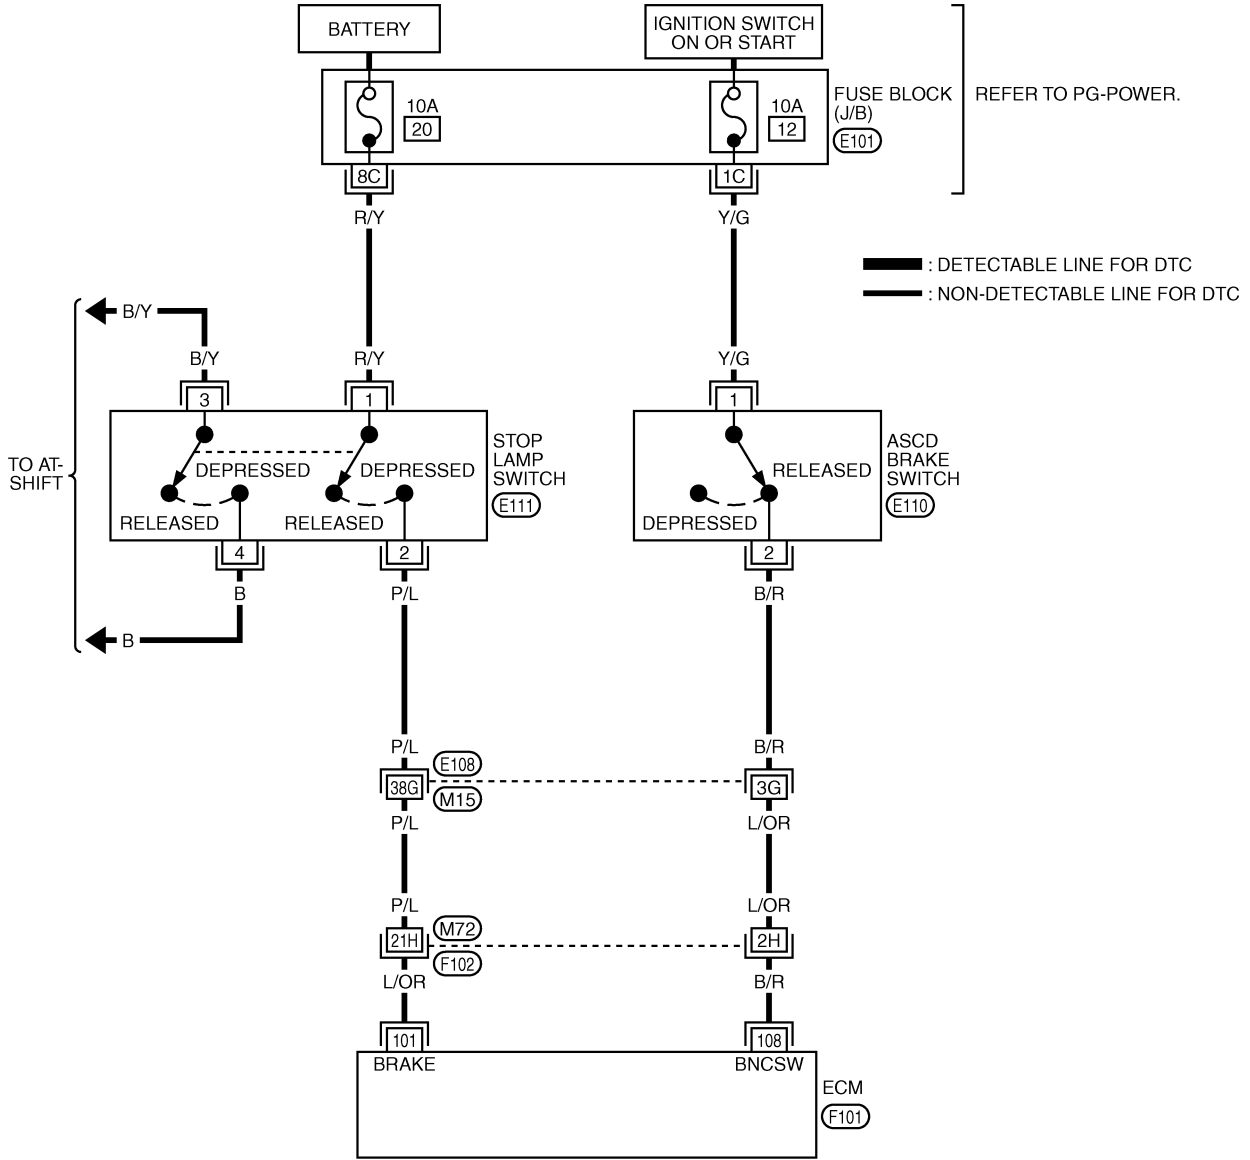 BATTERY
IGNITION SWITCH
ON OR START
10A
20
10A
12
FUSE BLOCK
(J/B)
E101
REFER TO PG-POWER.
8C
1C
R/Y
Y/G
: DETECTABLE LINE FOR DTC
: NON-DETECTABLE LINE FOR DTC
B/Y
B/Y
R/Y
Y/G
3
1
1
TO AT-
SHIFT
DEPRESSED
RELEASED
DEPRESSED
RELEASED
STOP
LAMP
SWITCH
E111
RELEASED
DEPRESSED
ASCD
BRAKE
SWITCH
E110
4
2
2
B
P/L
B/R
B
P/L
B/R
E108
38G
3G
M15
P/L
L/OR
P/L
L/OR
M72
21H
2H
F102
L/OR
B/R
101
108
BRAKE
BNCSW
ECM
F101